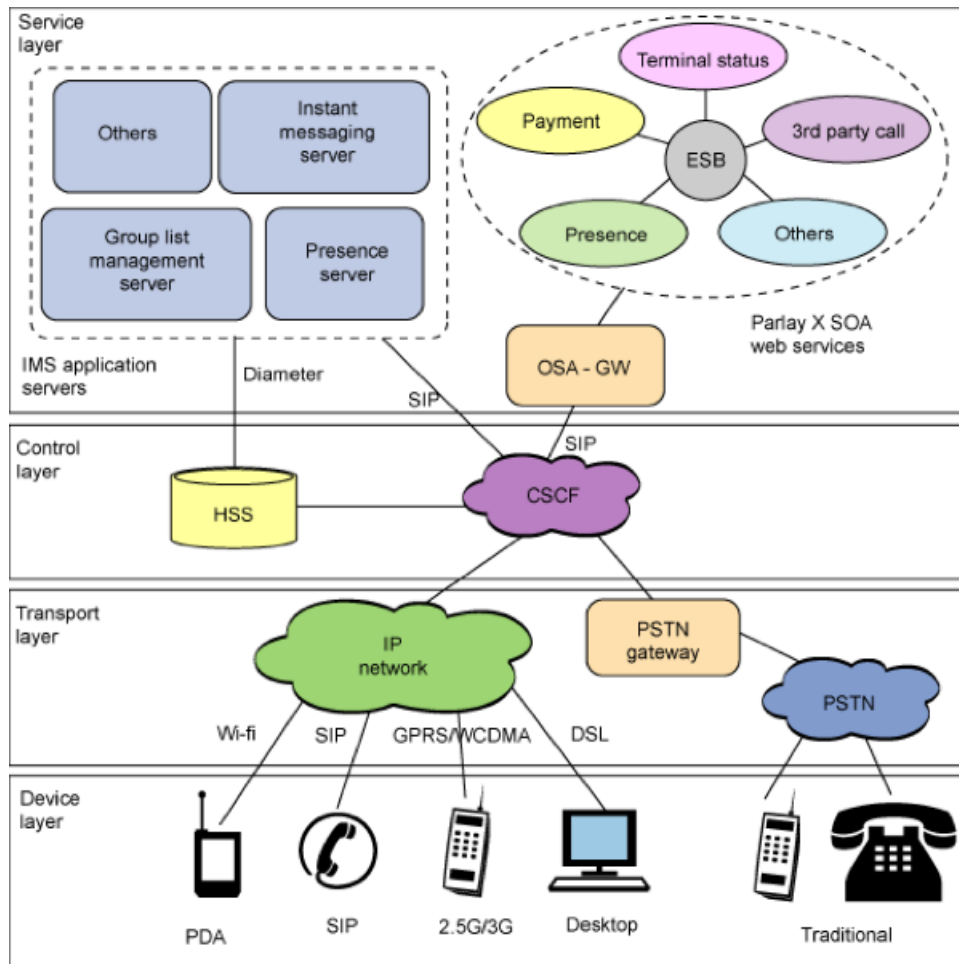 Service
layer
Others
Instant
messaging
server
Group list
management
server
Presence
server
IMS application
servers
Terminal status
Payment
3rd party call
ESB
Presence
Others
Parlay X SOA
web services
OSA - GW
Diameter
SIP
SIP
Control
layer
HSS
CSCF
Transport
layer
IP
network
PSTN
gateway
PSTN
Wi-fi
SIP
GPRS/WCDMA
DSL
Device
layer
PDA
SIP
2.5G/3G
Desktop
Traditional